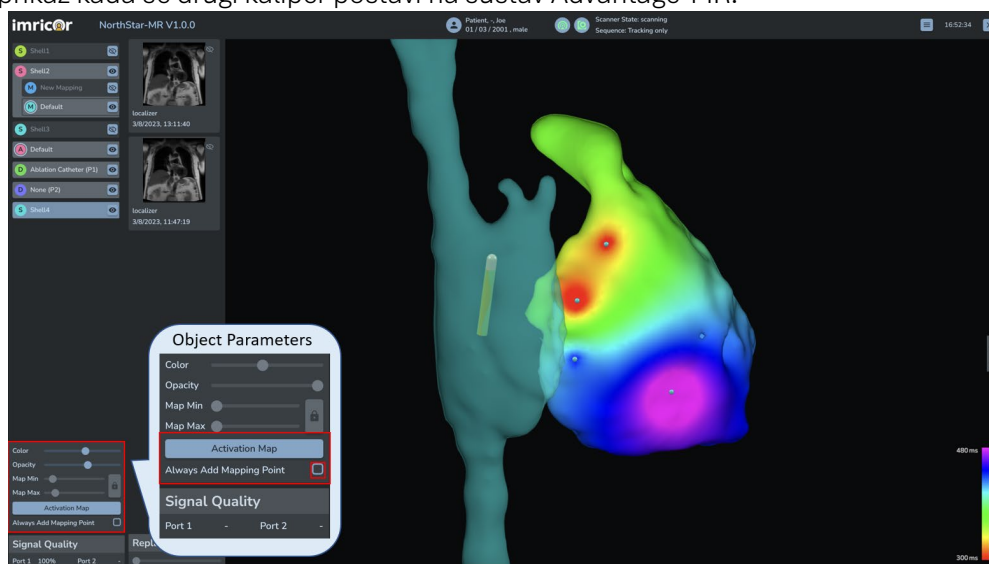 prikaz kada se drugi kaliper postavi na sustav Advantage-MR.
imricor
NorthStar-MR V1.0.0
Patient, -, Joe
01 / 03 / 2001 , male
Scanner State: scanning
Sequence: Tracking only
16:52:34
S Shell1
S Shell2
M New Mapping
M Default
S Shell3
A Default
D Ablation Catheter (P1)
D None (P2)
S Shell4
localizer
3/8/2023, 13:11:40
localizer
3/8/2023, 11:47:19
Object Parameters
Color
Opacity
Map Min
Map Max
Activation Map
Always Add Mapping Point
Signal Quality
Port 1 - Port 2 -
Color
Opacity
Map Min
Map Max
Activation Map
Always Add Mapping Point
Signal Quality
Port 1 100% Port 2 -
480 ms
300 ms